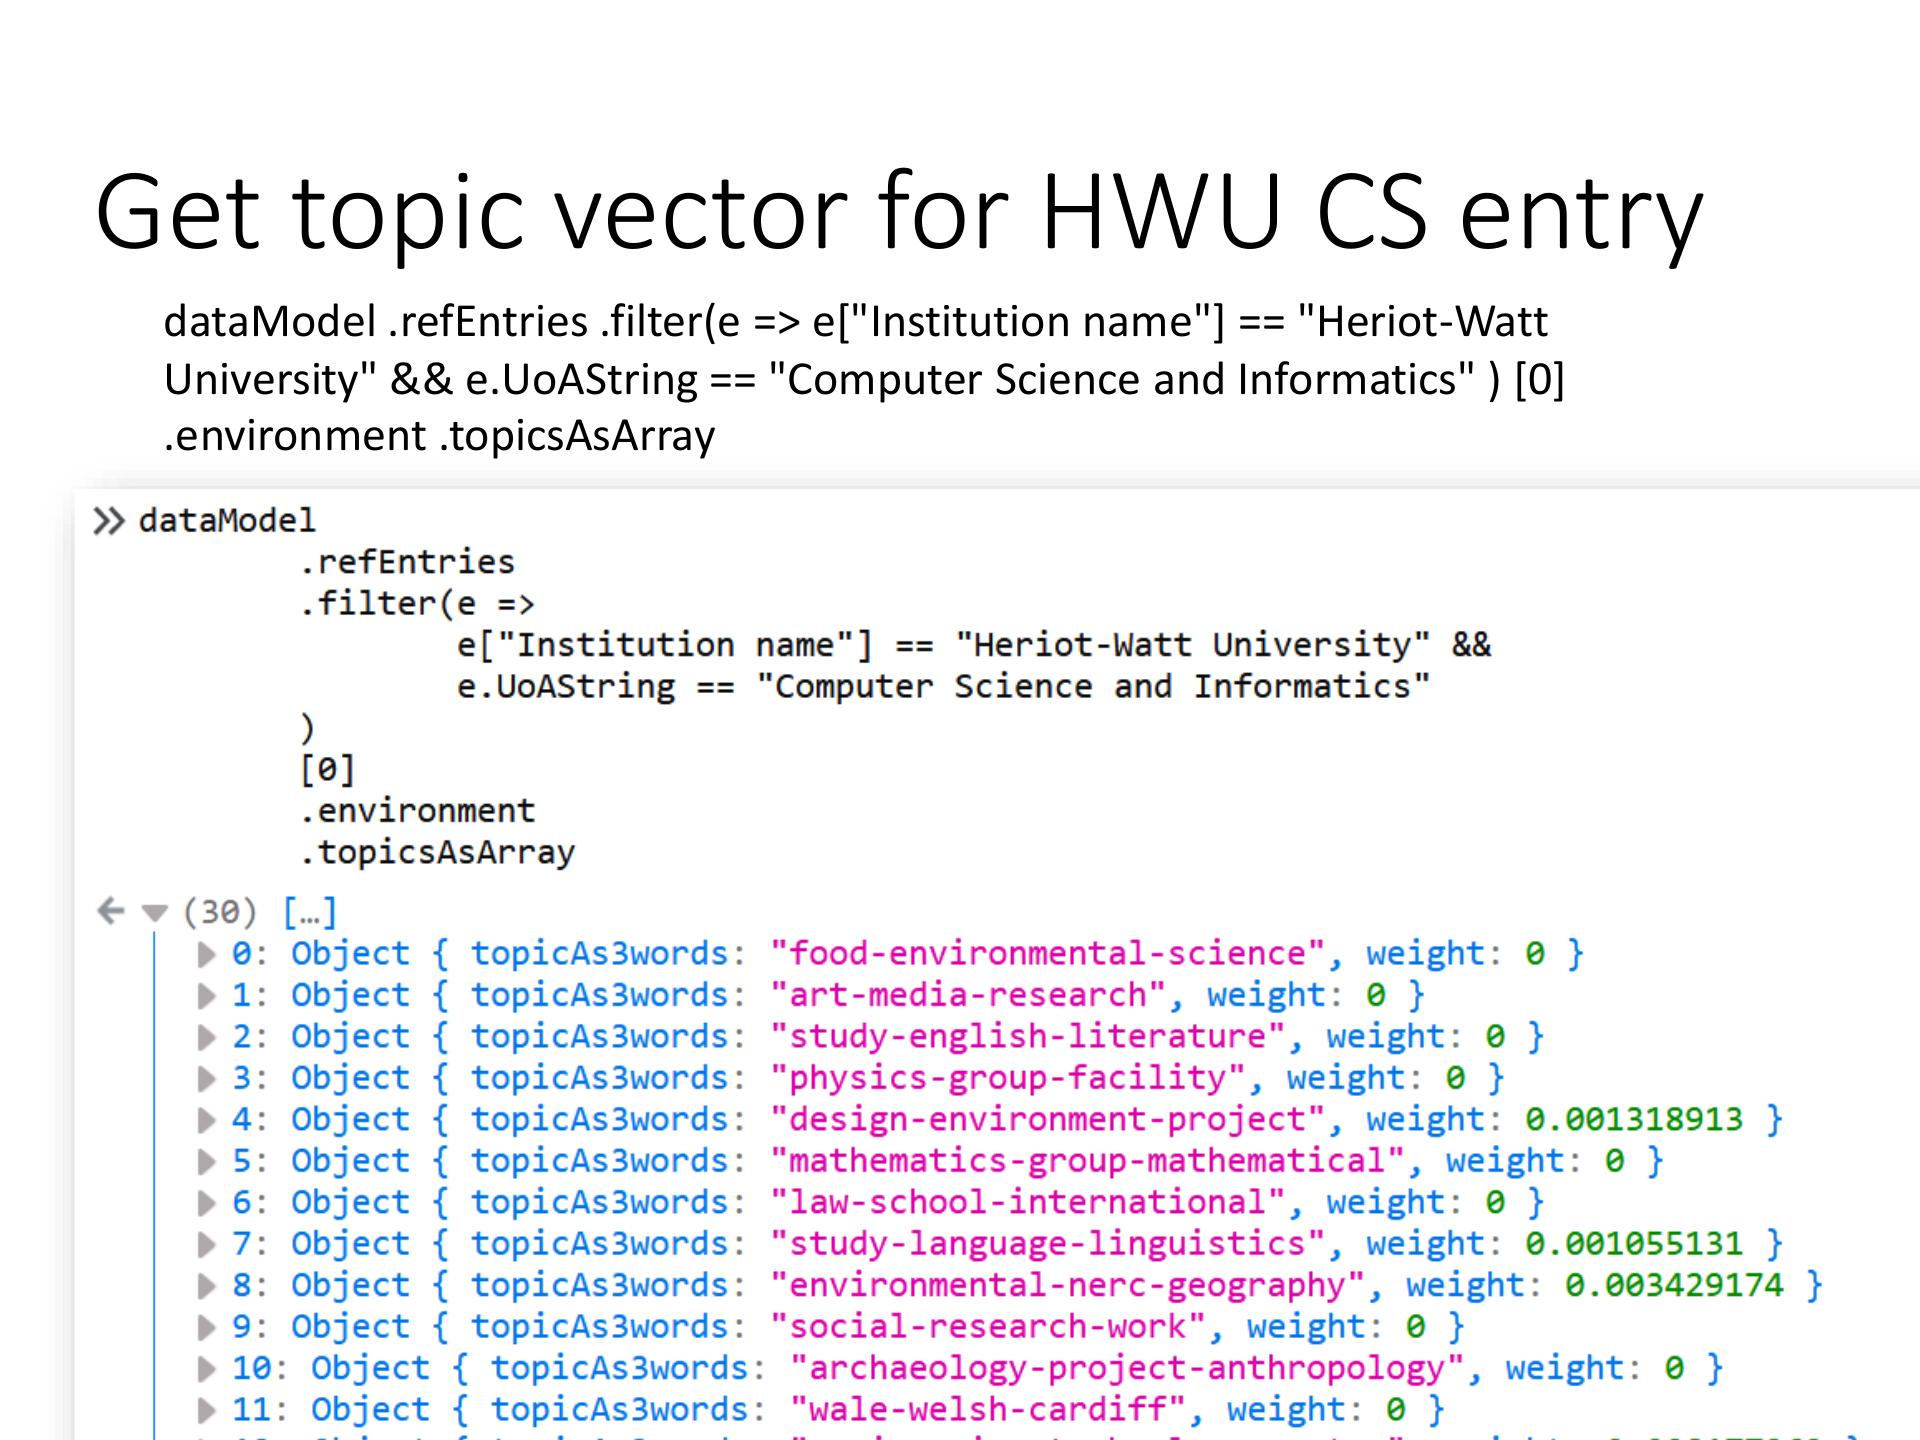 Get topic vector for HWU CS entry
dataModel .refEntries .filter(e => e["Institution name"] == "Heriot-Watt
University" && e.UoAString == "Computer Science and Informatics" ) [0]
.environment .topicsAsArray
>> dataModel
.refEntries
.filter(e =>
e["Institution name"] == "Heriot-Watt University" &&
e.UoAString == "Computer Science and Informatics"
)
[0]
.environment
.topicsAsArray
(30) […]
0: Object { topicAs3words: "food-environmental-science", weight: 0 }
1: Object { topicAs3words: "art-media-research", weight: 0 }
2: Object { topicAs3words: "study-english-literature", weight: 0 }
3: Object { topicAs3words: "physics-group-facility", weight: 0 }
4: Object { topicAs3words: "design-environment-project", weight: 0.001318913 }
5: Object { topicAs3words: "mathematics-group-mathematical", weight: 0 }
6: Object { topicAs3words: "law-school-international", weight: 0 }
7: Object { topicAs3words: "study-language-linguistics", weight: 0.001055131 }
8: Object { topicAs3words: "environmental-nerc-geography", weight: 0.003429174 }
9: Object { topicAs3words: "social-research-work", weight: 0 }
10: Object { topicAs3words: "archaeology-project-anthropology", weight: 0 }
11: Object { topicAs3words: "wale-welsh-cardiff", weight: 0 }